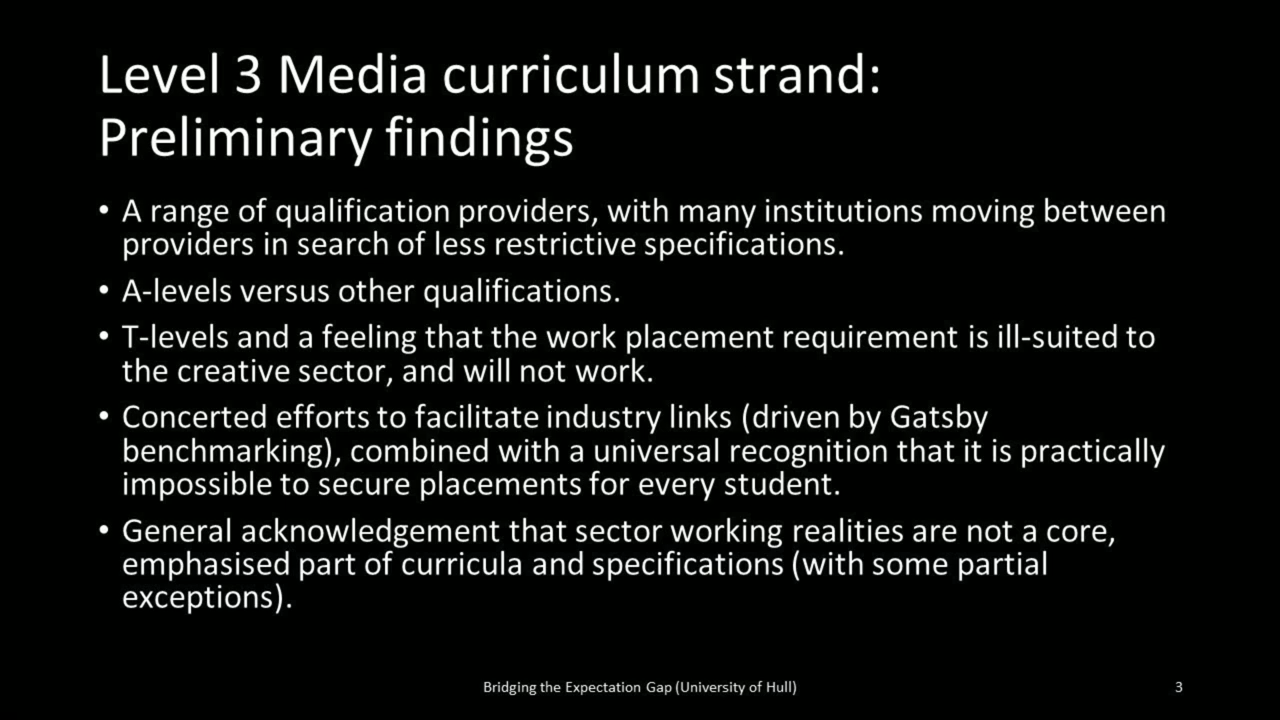 Level 3 Media curriculum strand:
Preliminary findings
• A range of qualification providers, with many institutions moving between
providers in search of less restrictive specifications.
• A-levels versus other qualifications.
• T-levels and a feeling that the work placement requirement is ill-suited to
the creative sector, and will not work.
• Concerted efforts to facilitate industry links (driven by Gatsby
benchmarking), combined with a universal recognition that it is practically
impossible to secure placements for every student.
• General acknowledgement that sector working realities are not a core,
emphasised part of curricula and specifications (with some partial
exceptions).
Bridging the Expectation Gap (University of Hull)
3